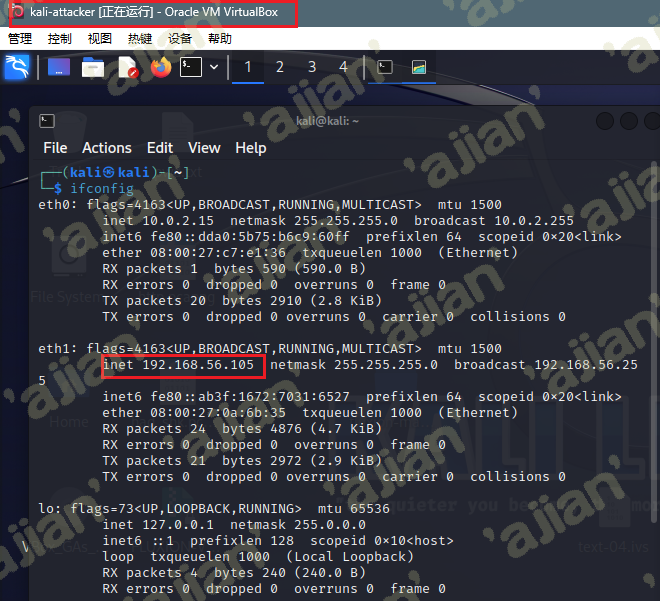 kali-attacker [正在运行] - Oracle VM VirtualBox
管理 控制 视图 热键 设备 帮助
1 2 3 4
kali@kali: ~
File Actions Edit View Help
┌──(kali㉿kali)-[~]
└─$ ifconfig
eth0: flags=4163<UP,BROADCAST,RUNNING,MULTICAST>  mtu 1500
inet 10.0.2.15  netmask 255.255.255.0  broadcast 10.0.2.255
inet6 fe80::dda0:5b75:b6c9:60ff  prefixlen 64  scopeid 0×20<link>
ether 08:00:27:c7:e1:36  txqueuelen 1000  (Ethernet)
RX packets 1  bytes 590 (590.0 B)
RX errors 0  dropped 0  overruns 0  frame 0
TX packets 20  bytes 2910 (2.8 KiB)
TX errors 0  dropped 0 overruns 0  carrier 0  collisions 0
eth1: flags=4163<UP,BROADCAST,RUNNING,MULTICAST>  mtu 1500
inet 192.168.56.105  netmask 255.255.255.0  broadcast 192.168.56.25
5
inet6 fe80::ab3f:1672:7031:6527  prefixlen 64  scopeid 0×20<link>
ether 08:00:27:0a:6b:35  txqueuelen 1000  (Ethernet)
RX packets 24  bytes 4876 (4.7 KiB)
RX errors 0  dropped 0  overruns 0  frame 0
TX packets 21  bytes 2972 (2.9 KiB)
TX errors 0  dropped 0 overruns 0  carrier 0  collisions 0
lo: flags=73<UP,LOOPBACK,RUNNING>  mtu 65536
inet 127.0.0.1  netmask 255.0.0.0
inet6 ::1  prefixlen 128  scopeid 0×10<host>
loop  txqueuelen 1000  (Local Loopback)
RX packets 4  bytes 240 (240.0 B)
RX errors 0  dropped 0  overruns 0  frame 0
File System
Home
text-04.ivs
'ajian'